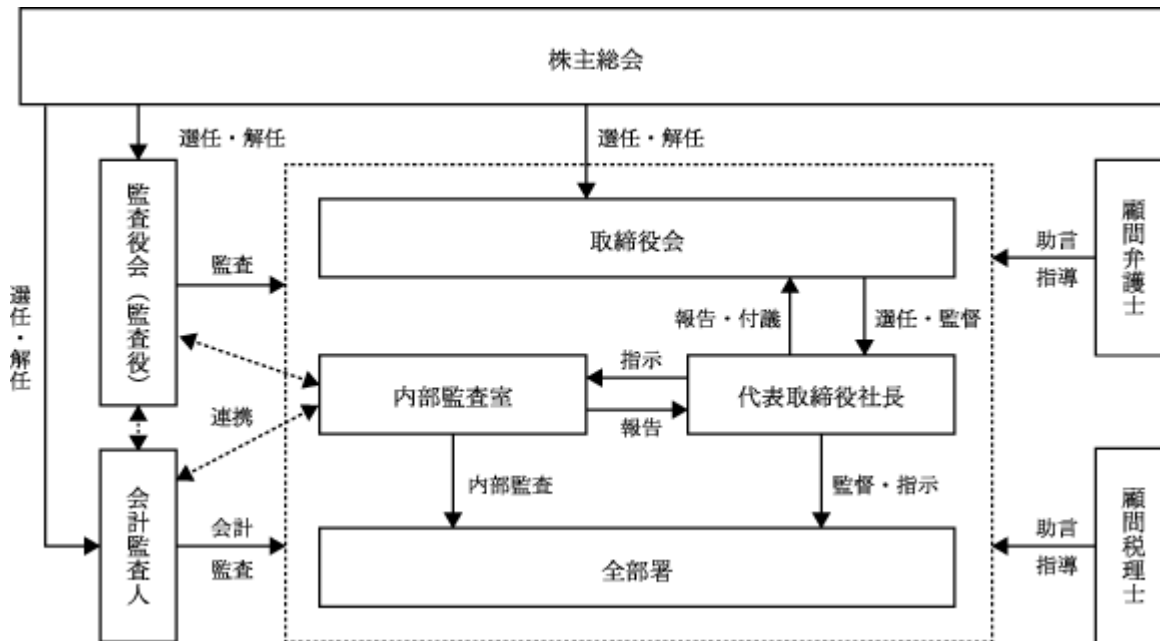 株主総会
選任・解任
選任・解任
監査役会（監査役）
顧問弁護士
取締役会
助言
指導
監査
選任・解任
報告・付議
選任・監督
指示
内部監査室
代表取締役社長
連携
報告
会計監査人
顧問税理士
内部監査
監督・指示
会計
監査
助言
指導
全部署